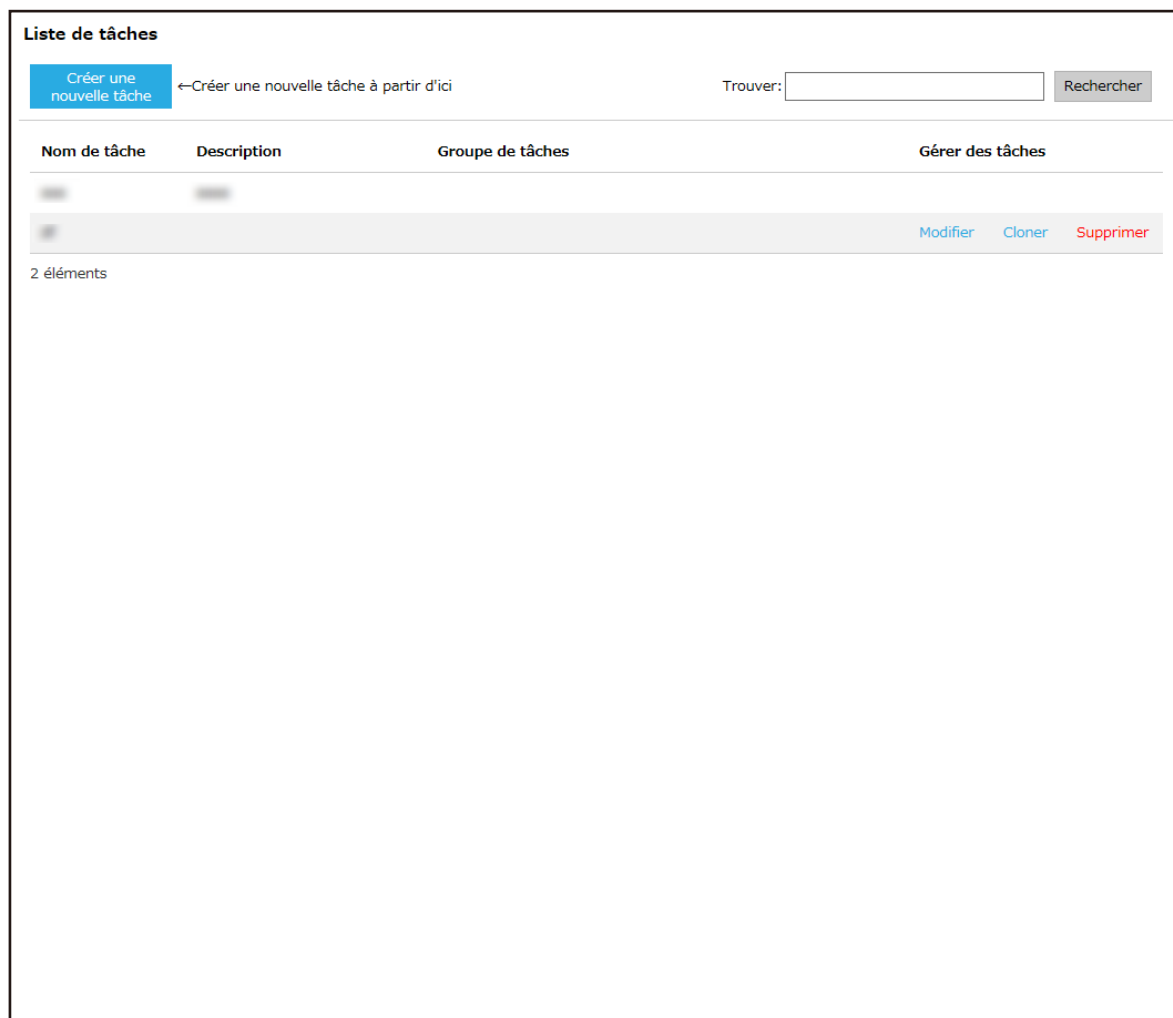 Liste de tâches
Créer une
nouvelle tâche
←Créer une nouvelle tâche à partir d'ici
Trouver:
Rechercher
Nom de tâche Description Groupe de tâches Gérer des tâches
Modifier Cloner Supprimer
2 éléments